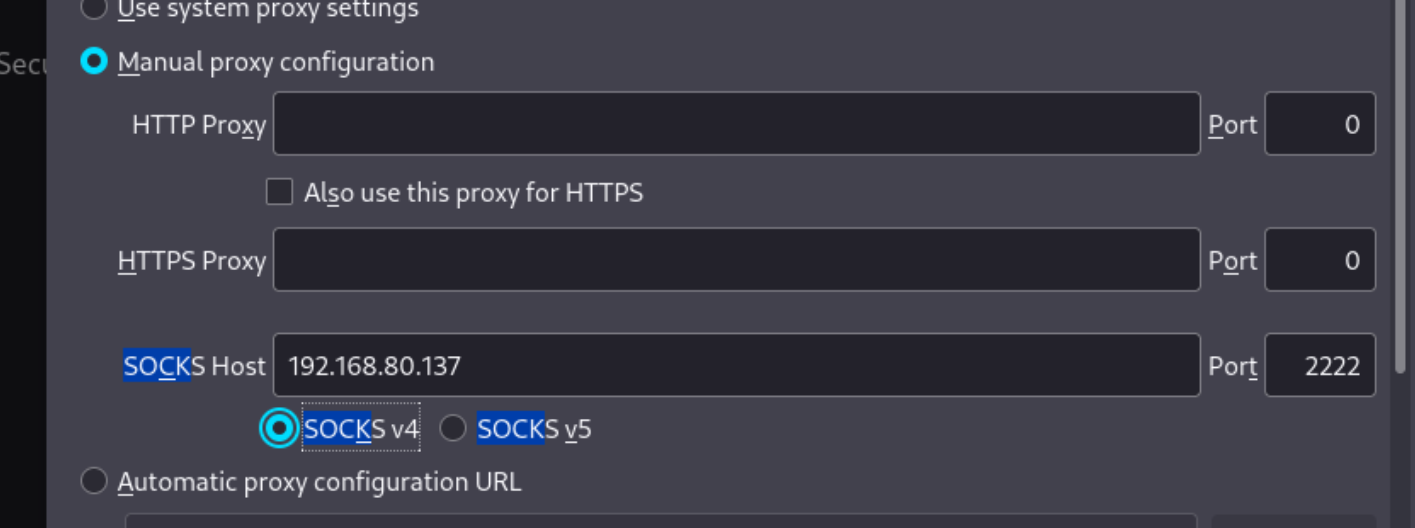 Use system proxy settings
Secu
Manual proxy configuration
HTTP Proxy Port 0
Also use this proxy for HTTPS
HTTPS Proxy Port 0
SOCKS Host 192.168.80.137 Port 2222
SOCKS v4 SOCKS v5
Automatic proxy configuration URL